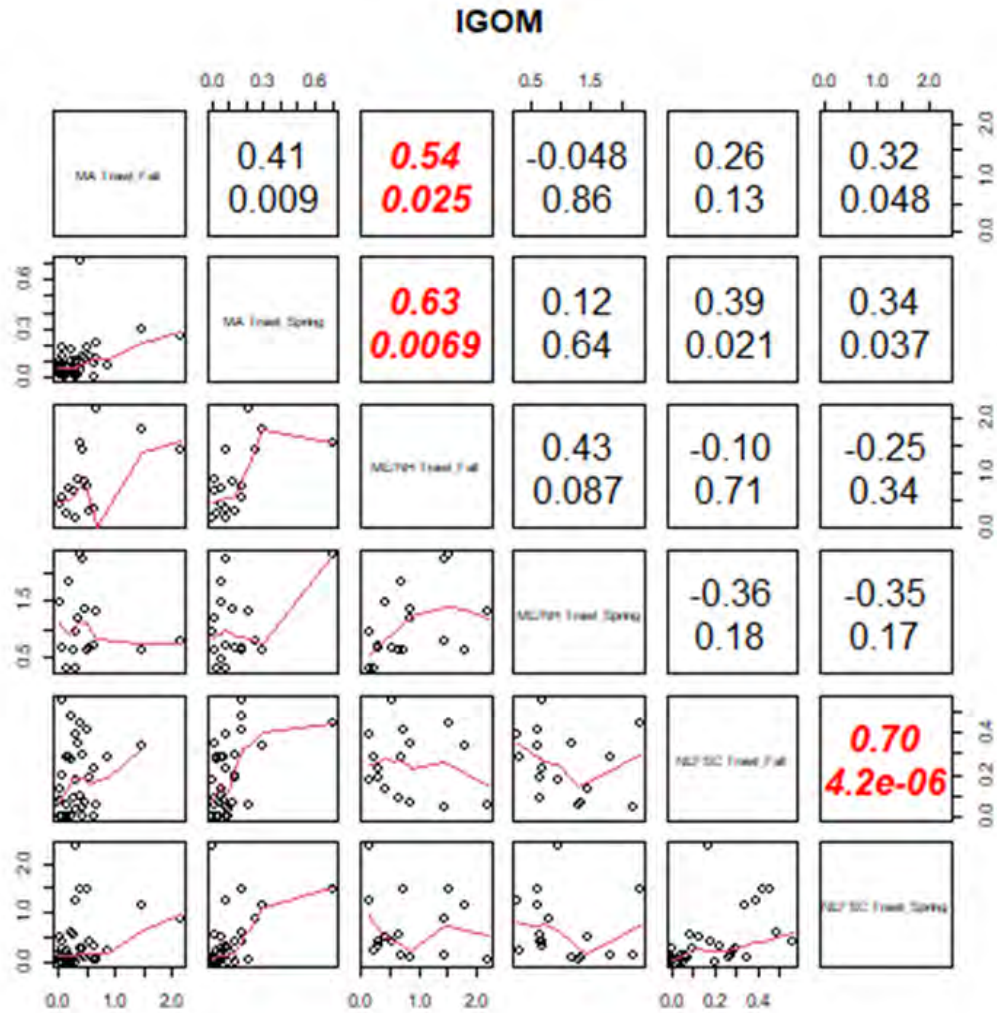 IGOM
0.0 0.3 0.6 0.5 1.5 0.0 1.0 2.0
MA Trawl_Fall 0.41 0.54 -0.048 0.26 0.32
0.009 0.025 0.86 0.13 0.048
0.0 1.0 2.0
0.0 0.3 0.6
MA Trawl_Spring 0.63 0.12 0.39 0.34
0.0069 0.64 0.021 0.037
ME/NH Trawl_Fall 0.43 -0.10 -0.25
0.087 0.71 0.34
0.0 1.0 2.0
0.5 1.5
ME/NH Trawl_Spring -0.36 -0.35
0.18 0.17
NEFSC Trawl_Fall 0.70
4.2e-06
0.0 0.2 0.4
0.0 1.0 2.0
NEFSC Trawl_Spring
0.0 1.0 2.0 0.0 1.0 2.0 0.0 0.2 0.4